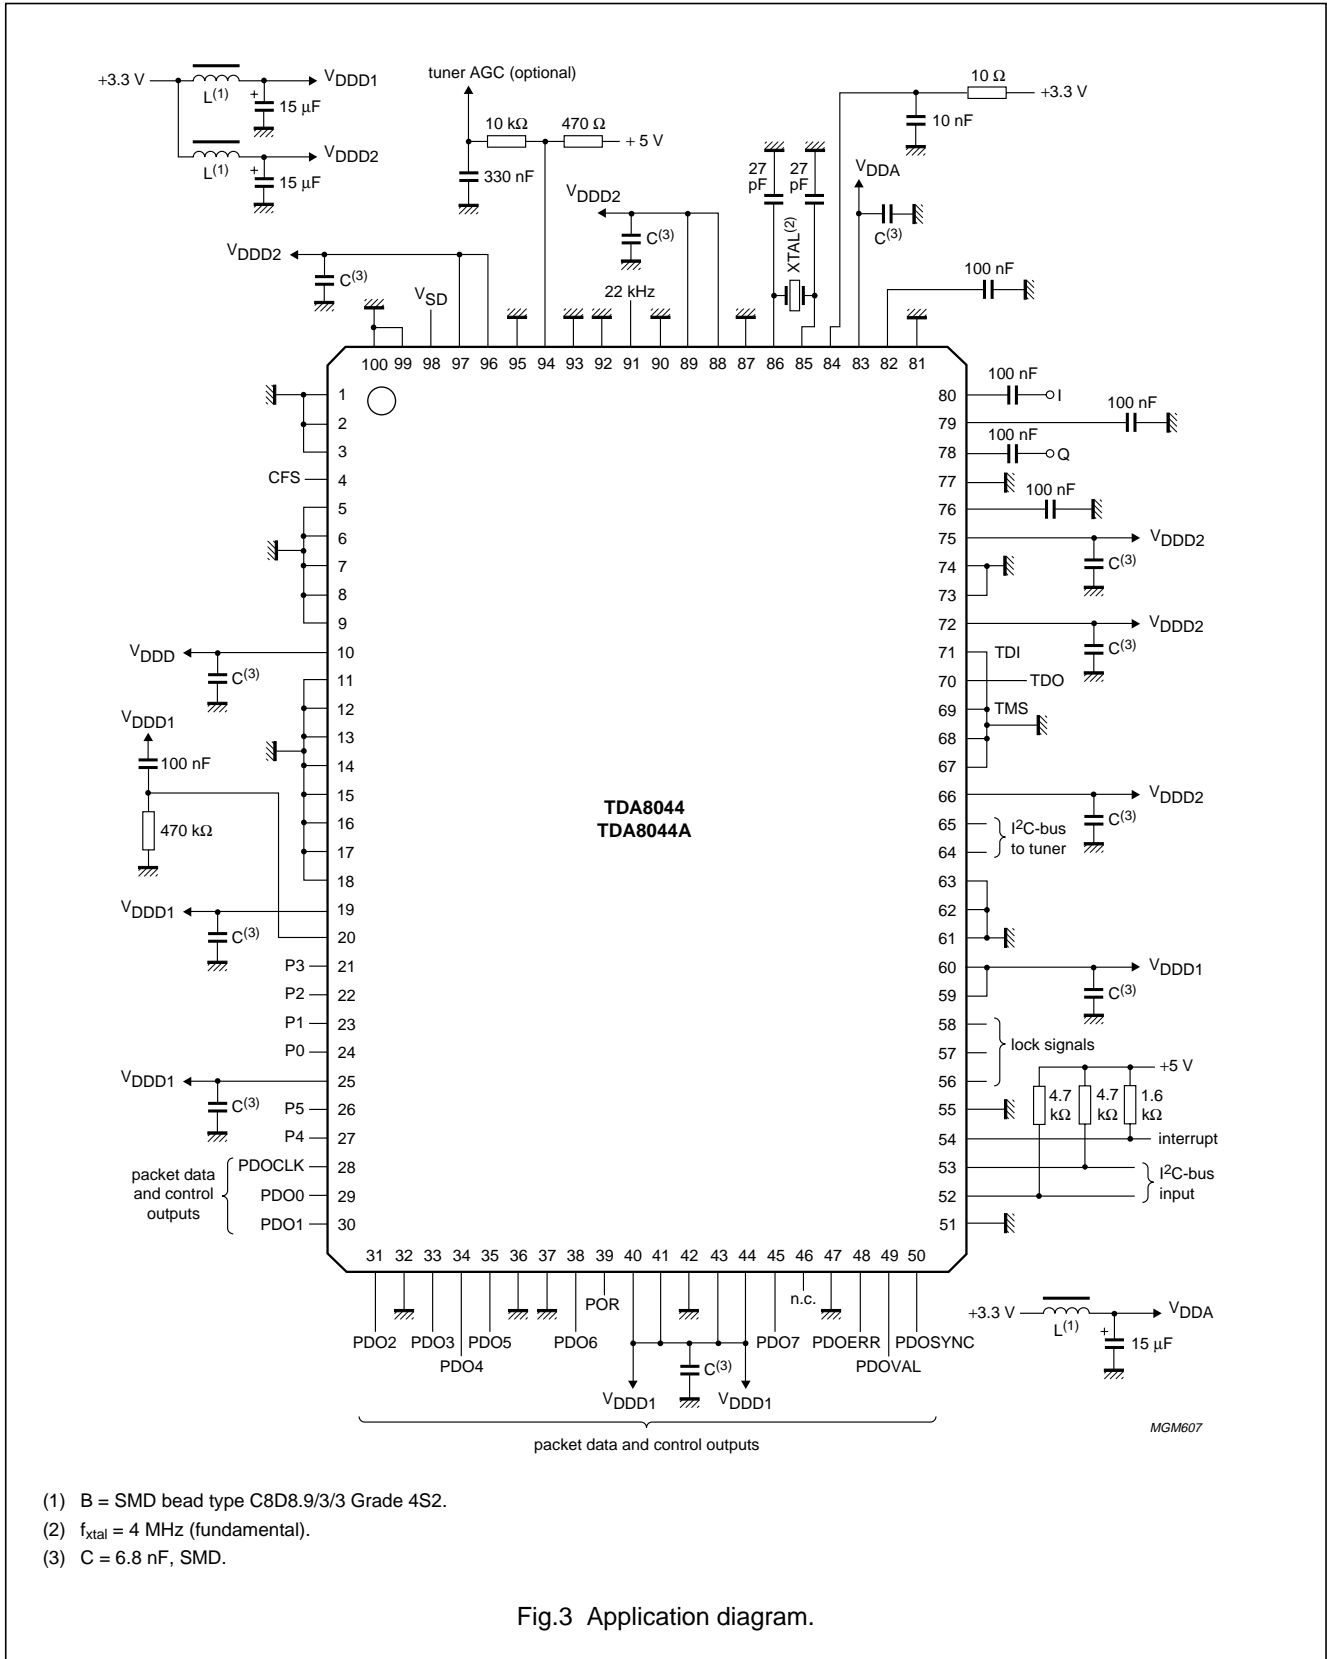 +3.3 V
L(1)
+
15 μF
VDDD1
L(1)
+
15 μF
VDDD2
tuner AGC (optional)
10 kΩ
470 Ω
+ 5 V
330 nF
10 Ω
+3.3 V
10 nF
27 pF
27 pF
XTAL(2)
VDDA
C(3)
VDDD2
C(3)
VDDD2
C(3)
VSD
22 kHz
100 nF
100 99 98 97 96 95 94 93 92 91 90 89 88 87 86 85 84 83 82 81
1
2
3
CFS 4
5
6
7
8
9
VDDD 10
C(3)
11
12
VDDD1
13
100 nF
14
15
470 kΩ
16
17
18
VDDD1 19
C(3)
20
P3 21
P2 22
P1 23
P0 24
VDDD1 25
C(3)
P5 26
P4 27
packet data
and control
outputs
PDOCLK 28
PDO0 29
PDO1 30
TDA8044
TDA8044A
80 100 nF I
79 100 nF
78 100 nF Q
77
76 100 nF
75 VDDD2
C(3)
74
73
72 VDDD2
C(3)
71 TDI
70 TDO
69 TMS
68
67
66 VDDD2
C(3)
65
64
I2C-bus
to tuner
63
62
61
60 VDDD1
C(3)
59
58
57
56
lock signals
+5 V
4.7 kΩ
4.7 kΩ
1.6 kΩ
55
54 interrupt
53
52
I2C-bus
input
51
31 32 33 34 35 36 37 38 39 40 41 42 43 44 45 46 47 48 49 50
POR
n.c.
PDO2
PDO3
PDO4
PDO5
PDO6
PDO7
PDOERR
PDOVAL
PDOSYNC
C(3)
VDDD1
VDDD1
packet data and control outputs
+3.3 V
L(1)
+
15 μF
VDDA
MGM607
(1) B = SMD bead type C8D8.9/3/3 Grade 4S2.
(2) fxtal = 4 MHz (fundamental).
(3) C = 6.8 nF, SMD.
Fig.3 Application diagram.